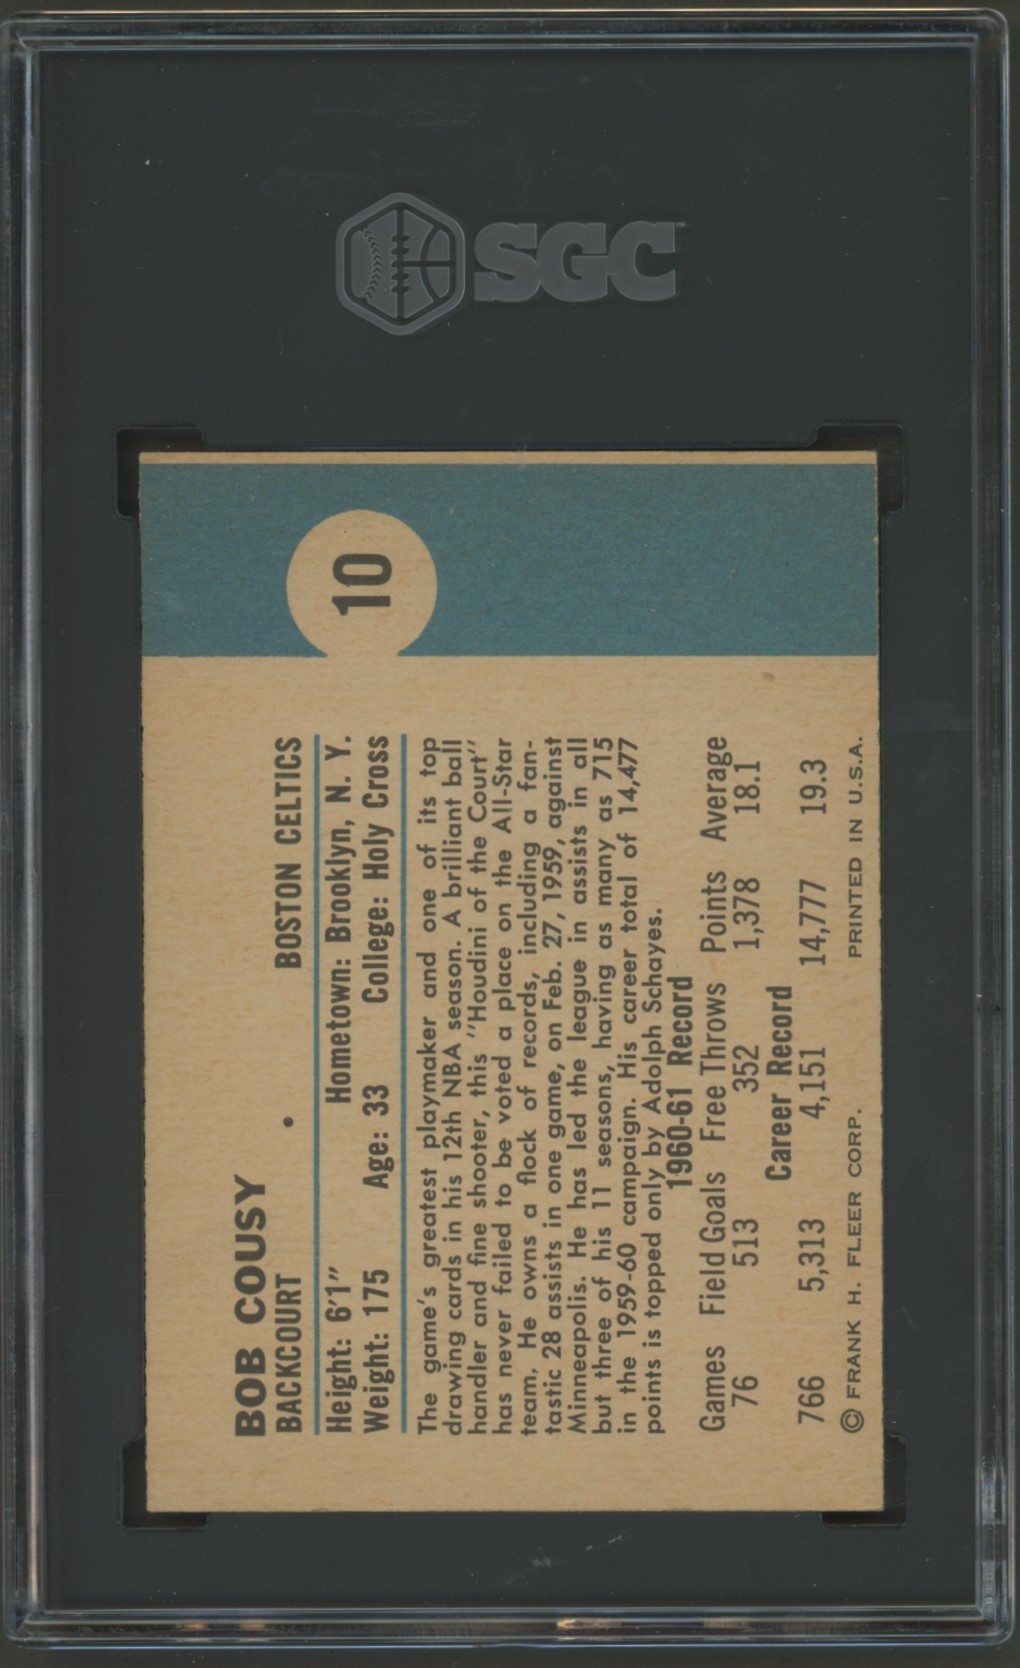 SGC
10
BOB COUSY
BACKCOURT BOSTON CELTICS
Height: 6'1" Hometown: Brooklyn, N. Y.
Weight: 175 Age: 33 College: Holy Cross
The game's greatest playmaker and one of its top
drawing cards in his 12th NBA season. A brilliant ball
handler and fine shooter, this "Houdini of the Court"
has never failed to be voted a place on the All-Star
team. He owns a flock of records, including a fan-
tastic 28 assists in one game, on Feb. 27, 1959, against
Minneapolis. He has led the league in assists in all
but three of his 11 seasons, having as many as 715
in the 1959-60 campaign. His career total of 14,477
points is topped only by Adolph Schayes.
1960-61 Record
Games Field Goals Free Throws Points Average
76 513 352 1,378 18.1
Career Record
766 5,313 4,151 14,777 19.3
© FRANK H. FLEER CORP. PRINTED IN U.S.A.